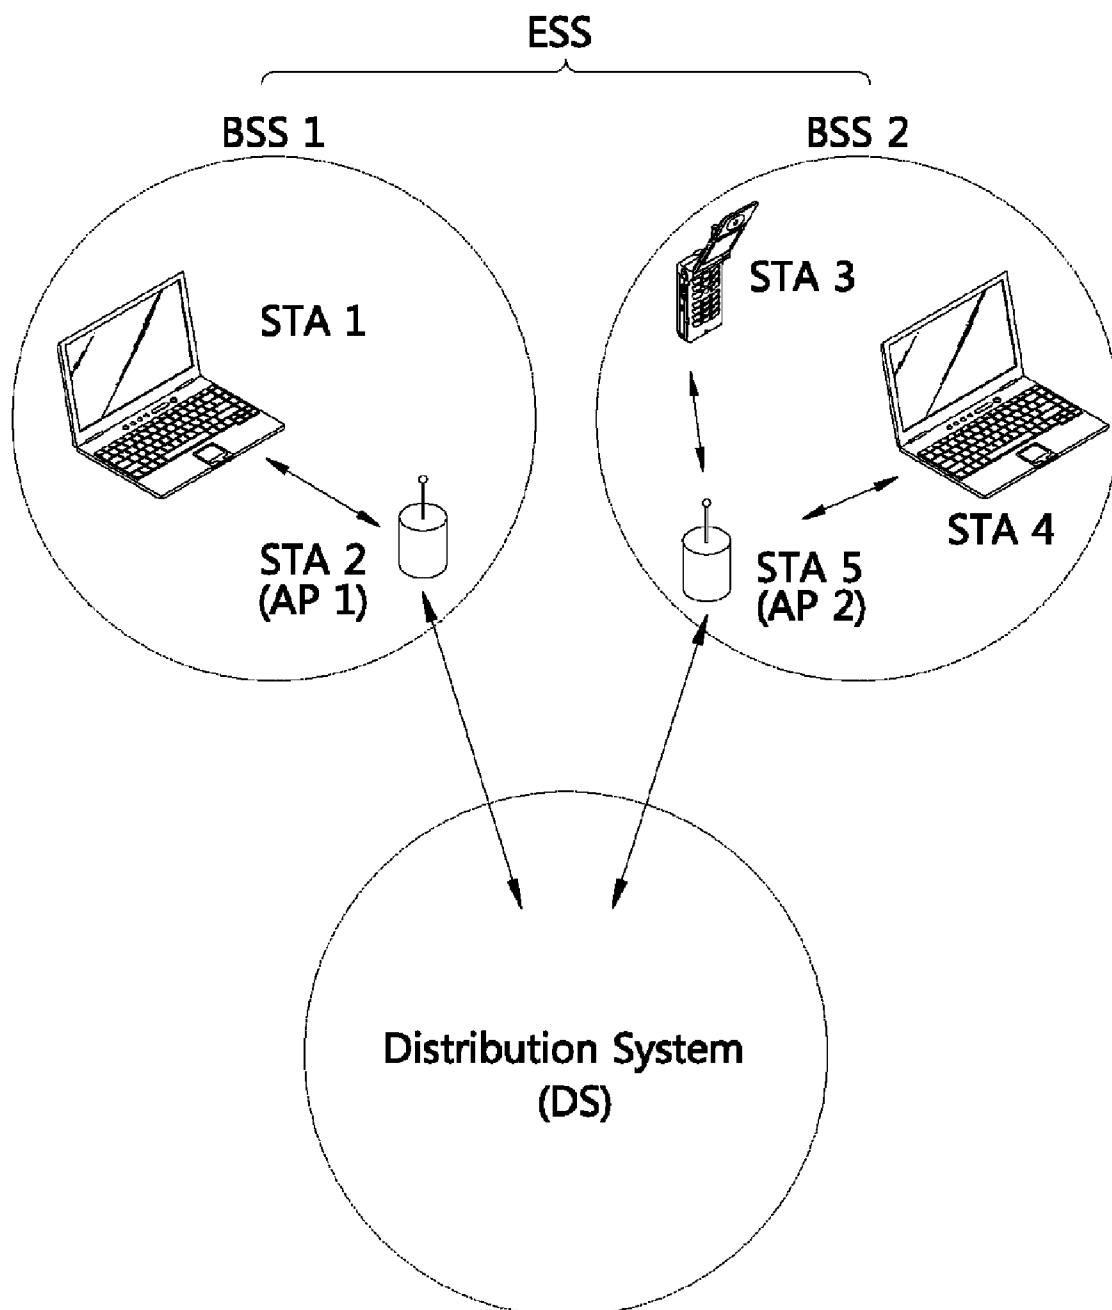 ESS
BSS 1
BSS 2
STA 1
STA 2
(AP 1)
STA 3
STA 4
STA 5
(AP 2)
Distribution System
(DS)